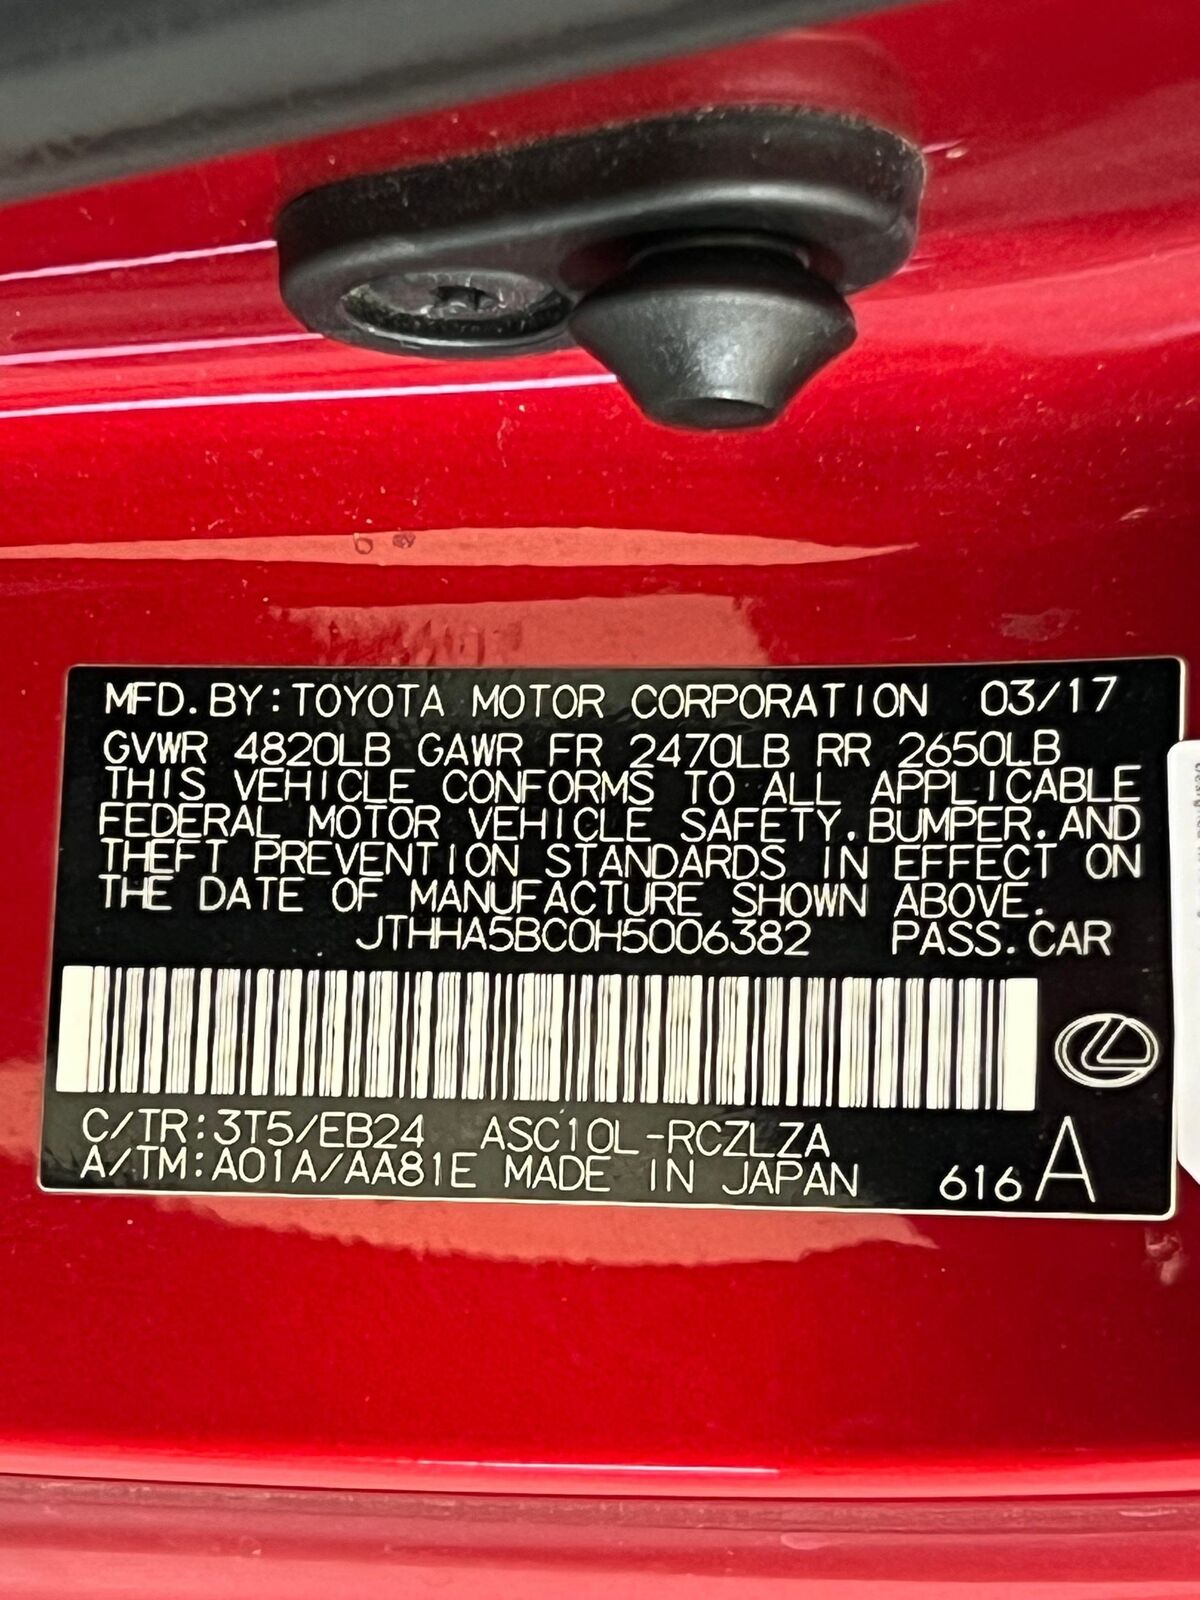 MFD. BY: TOYOTA MOTOR CORPORATION 03/17
GVWR 4820LB GAWR FR 2470LB RR 2650LB
THIS VEHICLE CONFORMS TO ALL APPLICABLE
FEDERAL MOTOR VEHICLE SAFETY, BUMPER, AND
THEFT PREVENTION STANDARDS IN EFFECT ON
THE DATE OF MANUFACTURE SHOWN ABOVE.
JTHHA5BC0H5006382 PASS. CAR
C/TR: 3T5/EB24 ASC10L-RCZLZA
A/TM: A01A/AA81E MADE IN JAPAN 616 A